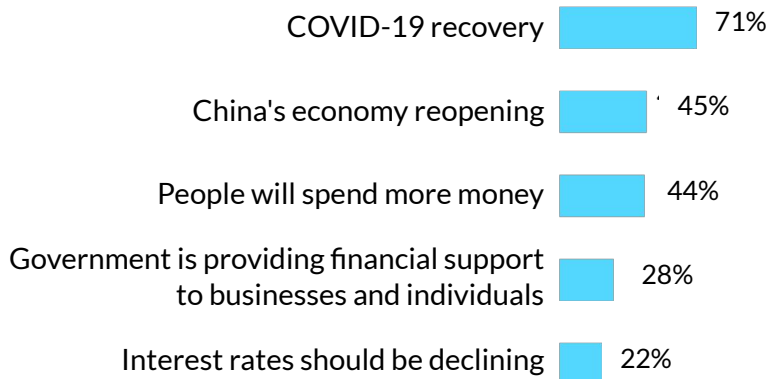 COVID-19 recovery 71%
China's economy reopening 45%
People will spend more money 44%
Government is providing financial support
to businesses and individuals 28%
Interest rates should be declining 22%